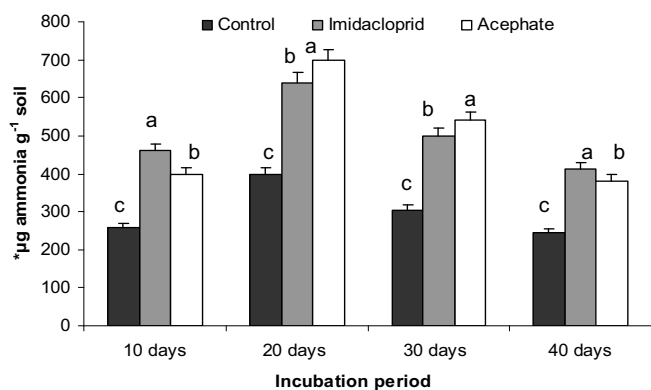 Control Imidacloprid Acephate
*µg ammonia g⁻¹ soil
800
700
600
500
400
300
200
100
0
c a b
c b a
c b a
c a b
10 days 20 days 30 days 40 days
Incubation period